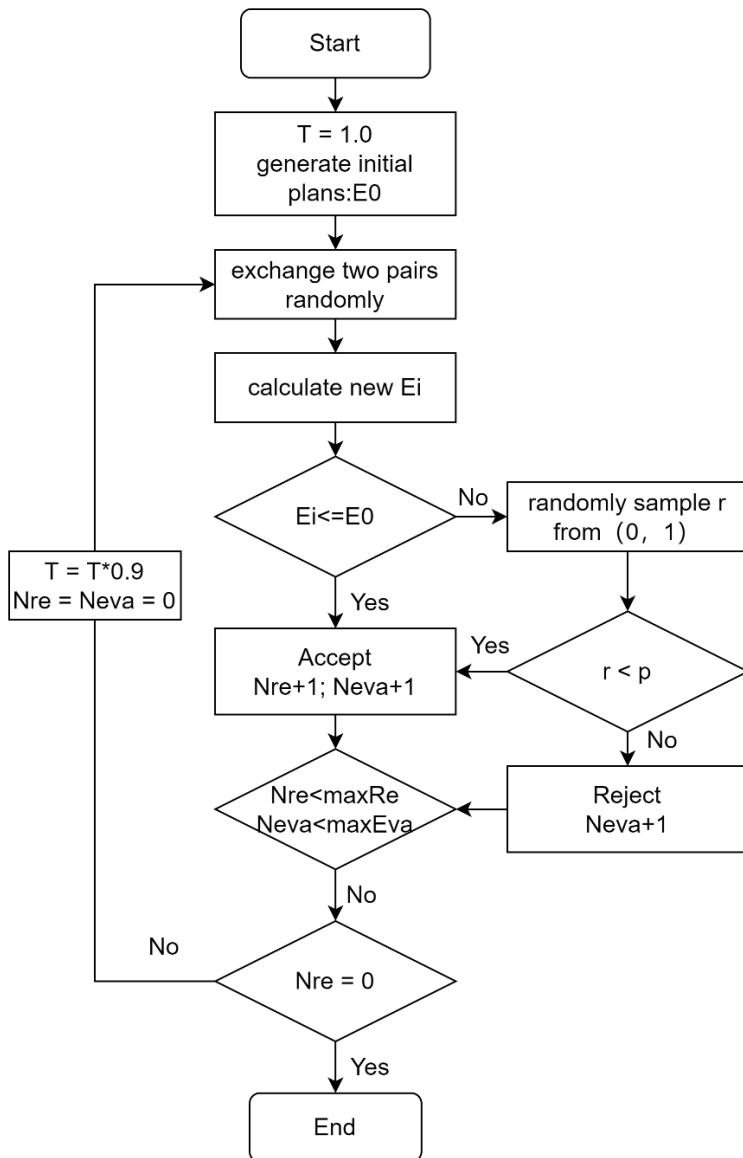 Start
T = 1.0
generate initial
plans:E0
exchange two pairs
randomly
calculate new Ei
Ei<=E0
No
randomly sample r
from（0，1）
Yes
T = T*0.9
Nre = Neva = 0
Accept
Nre+1; Neva+1
Yes
r < p
No
Nre<maxRe
Neva<maxEva
Reject
Neva+1
No
No
Nre = 0
Yes
End